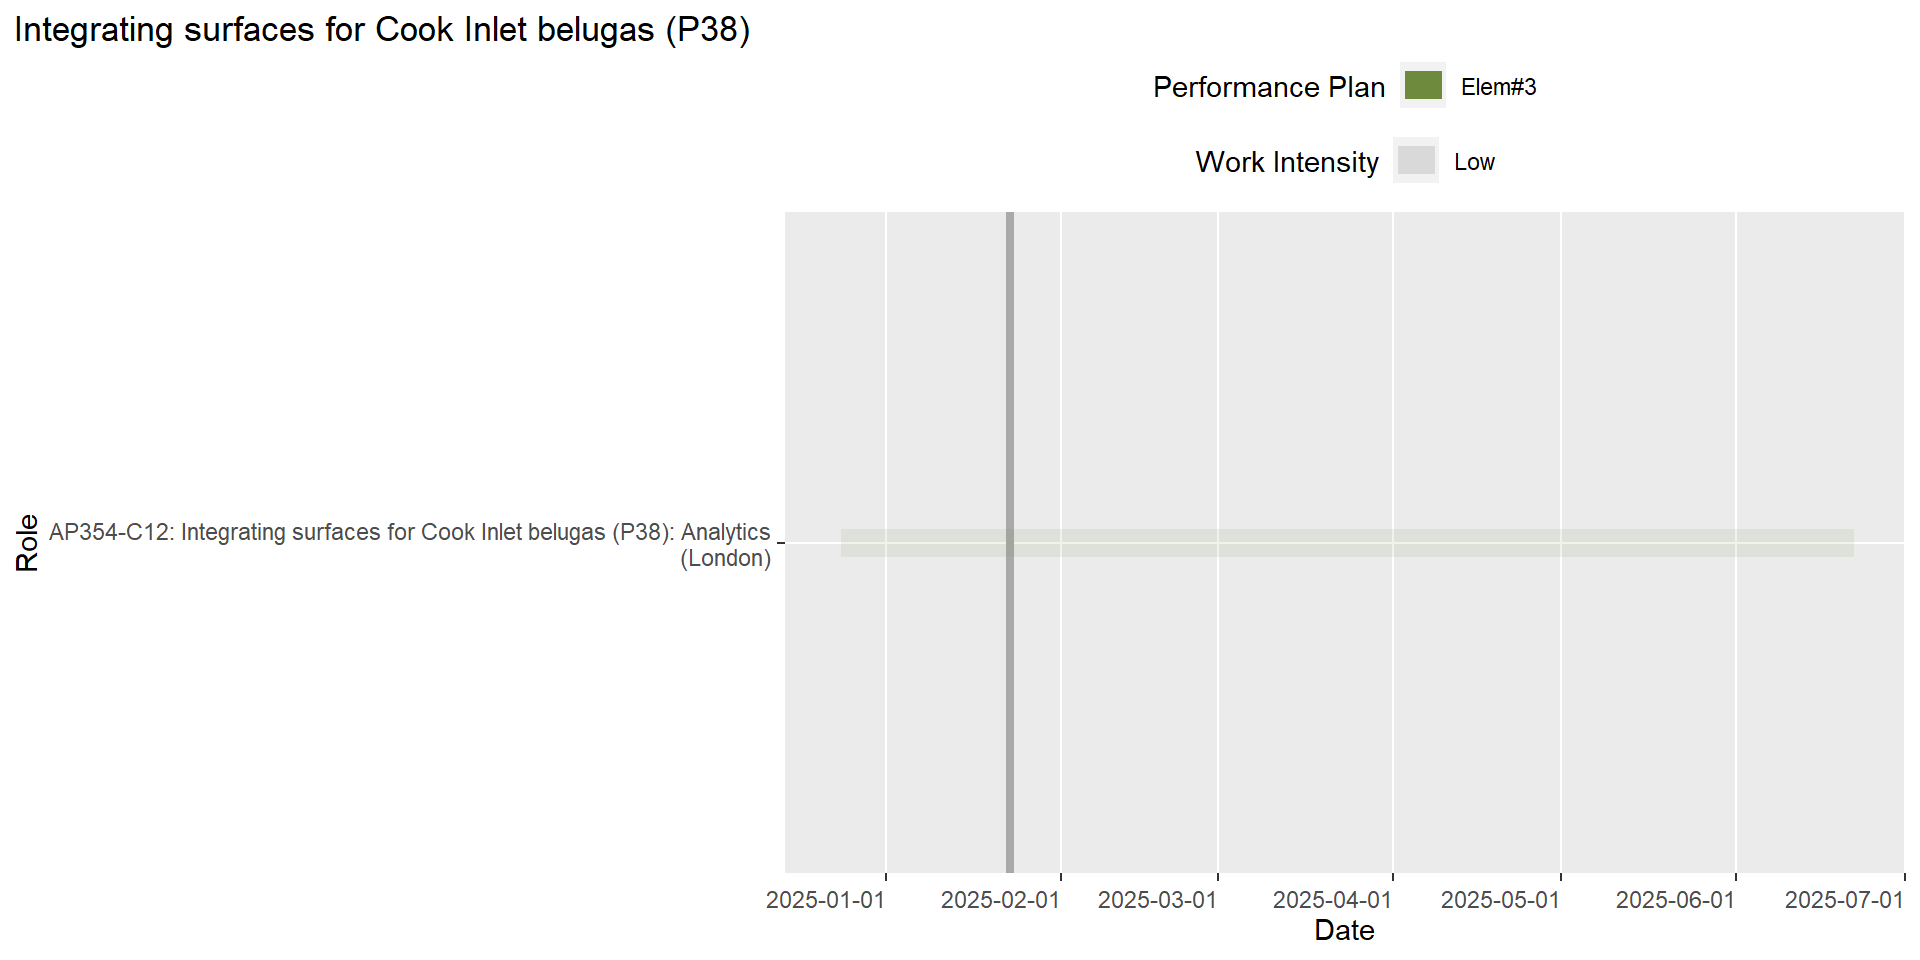 Integrating surfaces for Cook Inlet belugas (P38)
Performance Plan
Elem#3
Work Intensity
Low
Role
AP354-C12: Integrating surfaces for Cook Inlet belugas (P38): Analytics
(London)
2025-01-01
2025-02-01
2025-03-01
2025-04-01
2025-05-01
2025-06-01
2025-07-01
Date